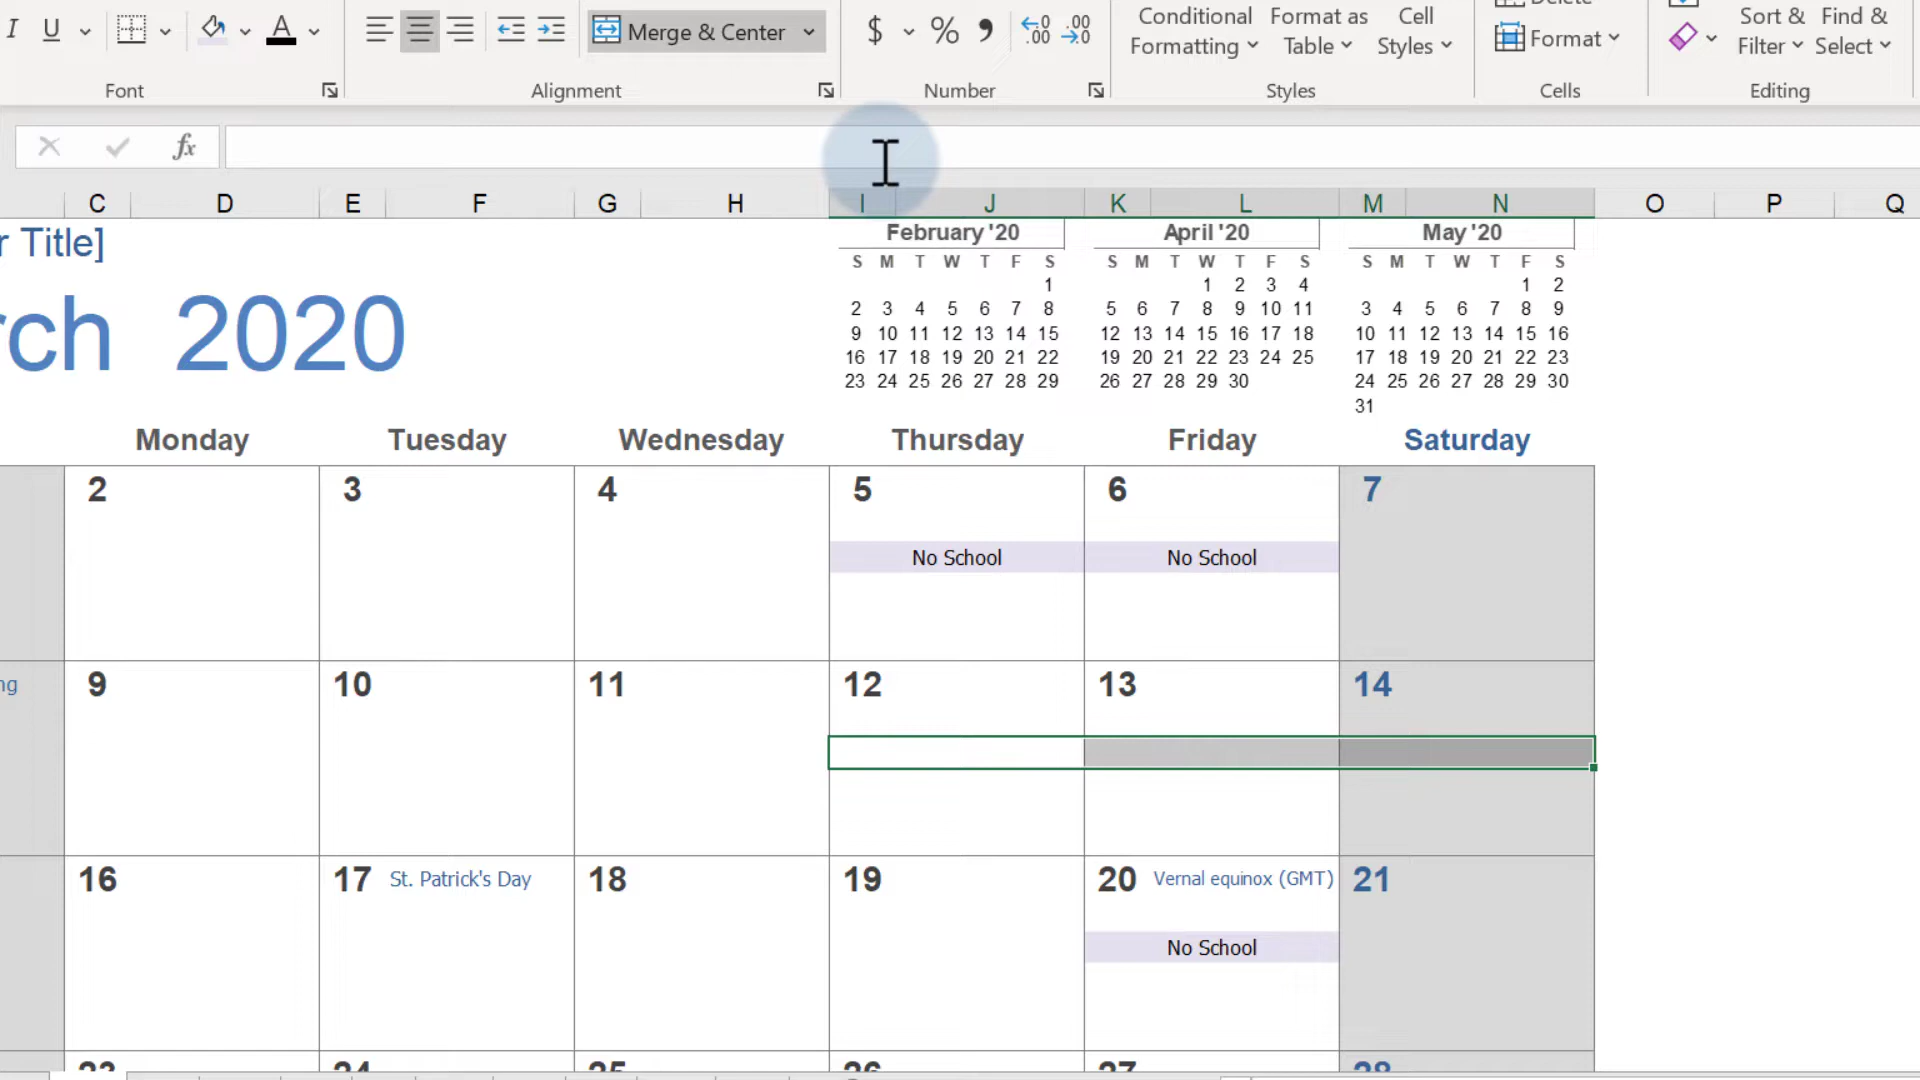 I U A Merge & Center $ % , .00 .00 Conditional Format as Cell Sort & Find &
Formatting Table Styles Format Filter Select
Font Alignment Number Styles Cells Editing
fx
C D E F G H I J K L M N O P Q
r Title]
rch 2020
February '20 April '20 May '20
S M T W T F S S M T W T F S S M T W T F S
1 1 2 3 4 1 2
2 3 4 5 6 7 8 5 6 7 8 9 10 11 3 4 5 6 7 8 9
9 10 11 12 13 14 15 12 13 14 15 16 17 18 10 11 12 13 14 15 16
16 17 18 19 20 21 22 19 20 21 22 23 24 25 17 18 19 20 21 22 23
23 24 25 26 27 28 29 26 27 28 29 30 24 25 26 27 28 29 30
31
Monday Tuesday Wednesday Thursday Friday Saturday
2 3 4 5 6 7
No School No School
ng 9 10 11 12 13 14
16 17 St. Patrick's Day 18 19 20 Vernal equinox (GMT) 21
No School
23 24 25 26 27 28